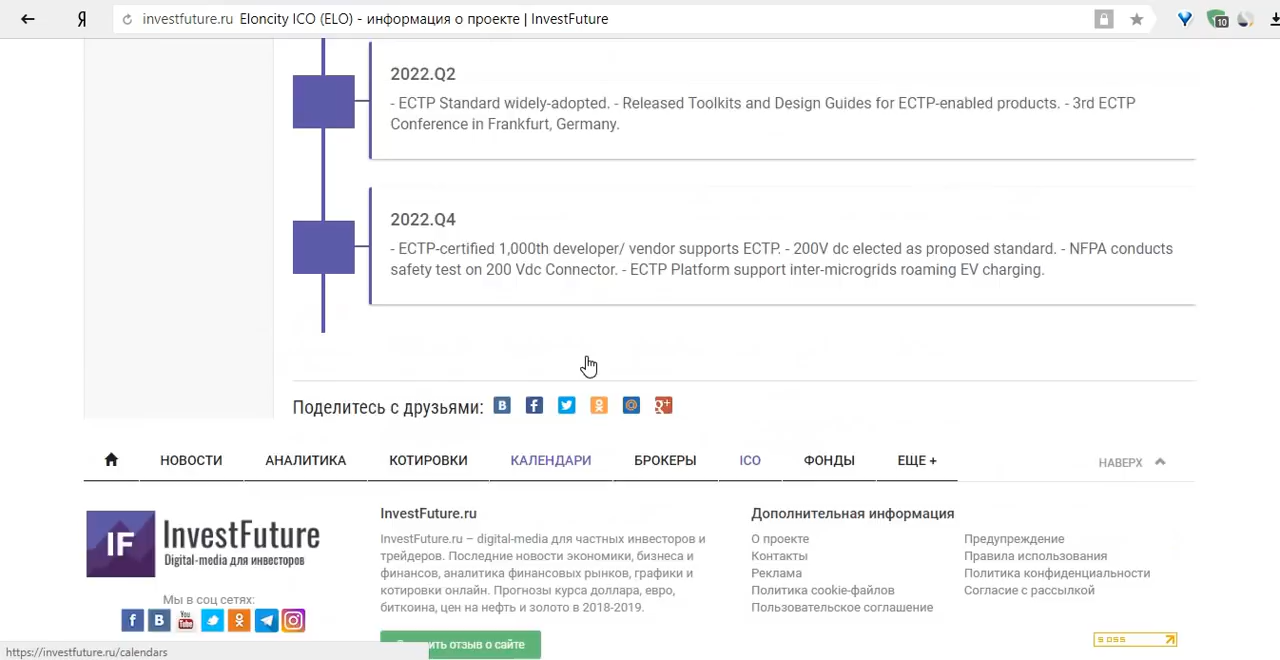 investfuture.ru Eloncity ICO (ELO) - информация о проекте | InvestFuture
10
2022.Q2
- ECTP Standard widely-adopted. - Released Toolkits and Design Guides for ECTP-enabled products. - 3rd ECTP
Conference in Frankfurt, Germany.
2022.Q4
- ECTP-certified 1,000th developer/ vendor supports ECTP. - 200V dc elected as proposed standard. - NFPA conducts
safety test on 200 Vdc Connector. - ECTP Platform support inter-microgrids roaming EV charging.
Поделитесь с друзьями:
НОВОСТИ АНАЛИТИКА КОТИРОВКИ КАЛЕНДАРИ БРОКЕРЫ ICO ФОНДЫ ЕЩЕ + НАВЕРХ
IF InvestFuture
Digital-media для инвесторов
Мы в соц сетях:
InvestFuture.ru
InvestFuture.ru – digital-media для частных инвесторов и
трейдеров. Последние новости экономики, бизнеса и
финансов, аналитика финансовых рынков, графики и
котировки онлайн. Прогнозы курса доллара, евро,
биткоина, цен на нефть и золото в 2018-2019.
отзыв о сайте
Дополнительная информация
О проекте
Контакты
Реклама
Политика cookie-файлов
Пользовательское соглашение
Предупреждение
Правила использования
Политика конфиденциальности
Согласие с рассылкой
https://investfuture.ru/calendars